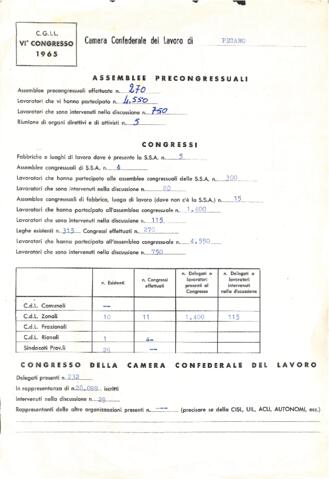 C.G.I.L.
VI° CONGRESSO
1965
Camera Confederale del Lavoro di PESARO
ASSEMBLEE PRECONGRESSUALI
Assemblee precongressuali effettuate n. 270
Lavoratori che vi hanno partecipato n. 4.550
Lavoratori che sono intervenuti nella discussione n. 750
Riunione di organi direttivi e di attivisti n. 5
CONGRESSI
Fabbriche e luoghi di lavoro dove è presente la S.S.A. n. 5
Assemblee congressuali di S.S.A. n. 4
Lavoratori che hanno partecipato alle assemblee congressuali delle S.S.A. n. 300
Lavoratori che sono intervenuti nella discussione n. 80
Assemblee congressuali di fabbrica, luogo di lavoro (dove non c'è la S.S.A.) n. 15
Lavoratori che hanno partecipato all'assemblee congressuale n. 1.400
Lavoratori che sono intervenuti nella discussione n. 115
Leghe esistenti n. 315 Congressi effettuati n. 270
Lavoratori che hanno partecipato all'assemblee congressuale n. 4.550
Lavoratori che sono intervenuti nella discussione n. 750
n. Esistenti n. Congressi effettuati n. Delegati o lavoratori presenti al Congresso n. Delegati o lavoratori intervenuti nella discussione
C.d.L. Comunali --
C.d.L. Zonali 10 11 1.400 115
C.d.L. Frazionali
C.d.L. Rionali 1
Sindacati Prov.li --
CONGRESSO DELLA CAMERA CONFEDERALE DEL LAVORO
Delegati presenti n. 232
In rappresentanza di n. iscritti
Intervenuti nella discussione n. 29
Rappresentanti delle altre organizzazioni presenti n. --- (precisare se della CISL, UIL, ACLI, AUTONOMI, ecc.)